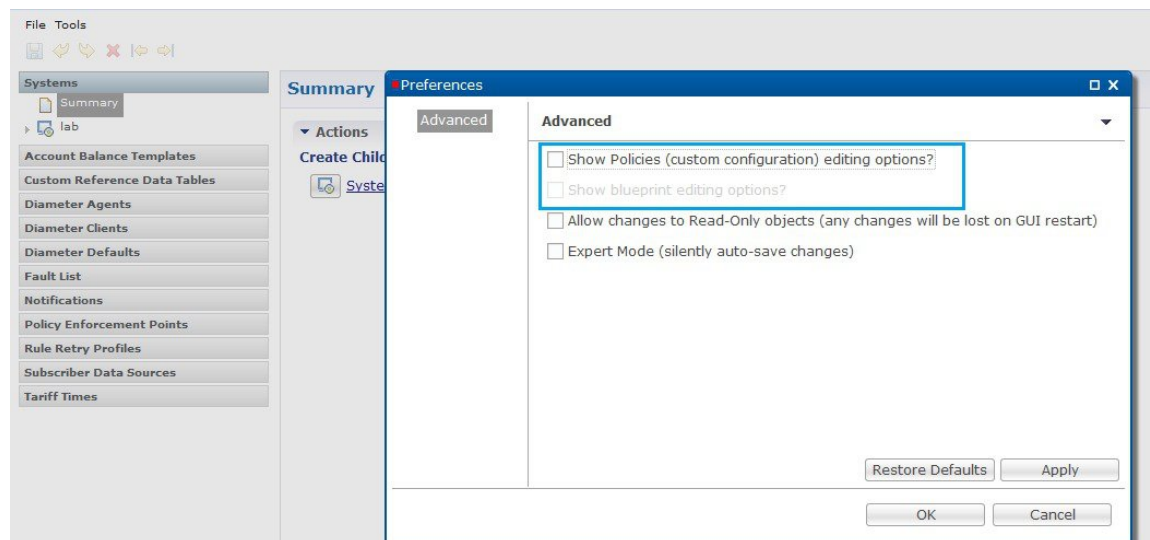 File Tools
Systems
Summary
lab
Account Balance Templates
Custom Reference Data Tables
Diameter Agents
Diameter Clients
Diameter Defaults
Fault List
Notifications
Policy Enforcement Points
Rule Retry Profiles
Subscriber Data Sources
Tariff Times
Summary
Actions
Create Child
Syste
Preferences
Advanced
Advanced
Show Policies (custom configuration) editing options?
Show blueprint editing options?
Allow changes to Read-Only objects (any changes will be lost on GUI restart)
Expert Mode (silently auto-save changes)
Restore Defaults Apply
OK Cancel